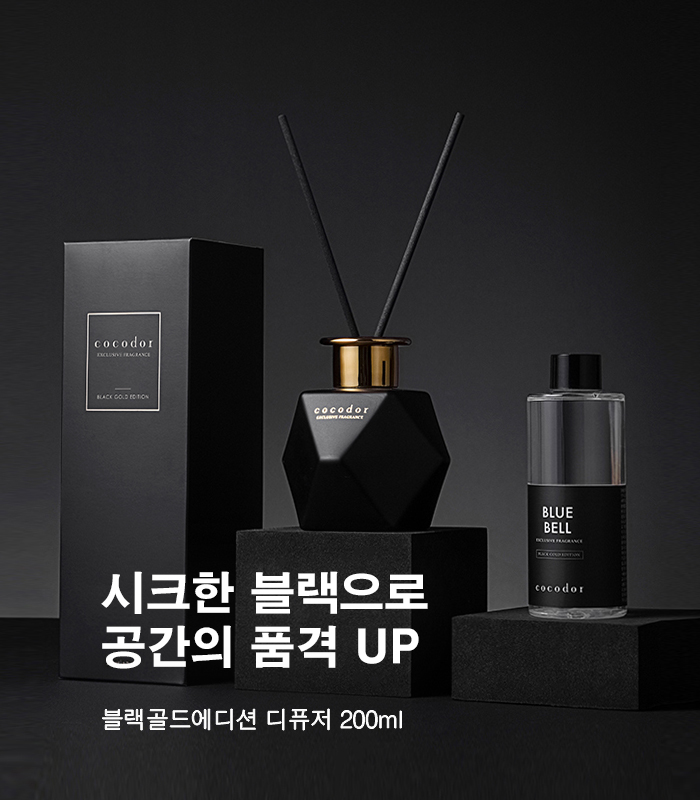 cocodor
EXCLUSIVE FRAGRANCE
BLACK GOLD EDITION
cocodor
EXCLUSIVE FRAGRANCE
BLUE
BELL
EXCLUSIVE FRAGRANCE
BLACK GOLD EDITION
cocodor
시크한 블랙으로
공간의 품격 UP
블랙골드에디션 디퓨저 200ml